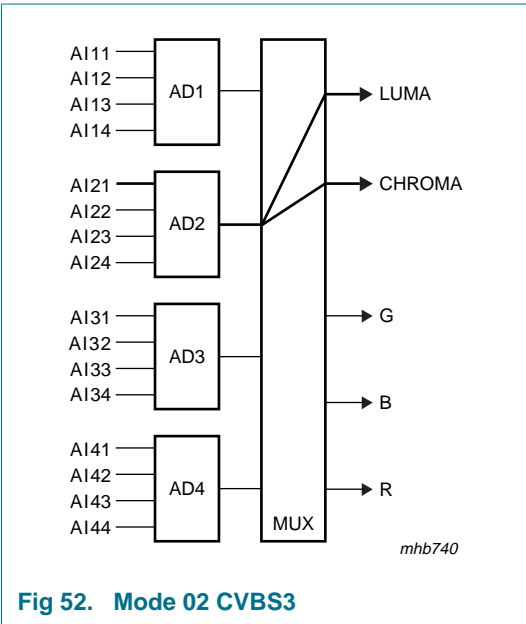 AI11
AI12
AI13
AI14
AD1
AI21
AI22
AI23
AI24
AD2
AI31
AI32
AI33
AI34
AD3
AI41
AI42
AI43
AI44
AD4
MUX
LUMA
CHROMA
G
B
R
mhb740
Fig 52. Mode 02 CVBS3